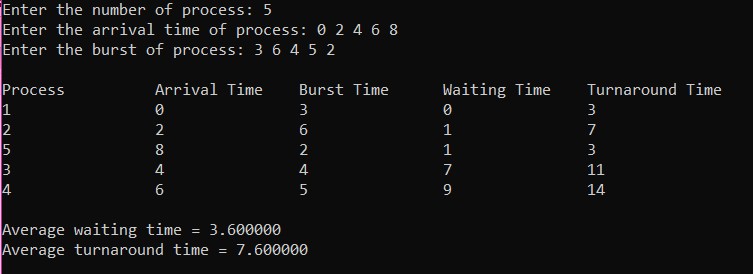 Enter the number of process: 5
Enter the arrival time of process: 0 2 4 6 8
Enter the burst of process: 3 6 4 5 2
Process Arrival Time Burst Time Waiting Time Turnaround Time
1 0 3 0 3
2 2 6 1 7
5 8 2 1 3
3 4 4 7 11
4 6 5 9 14
Average waiting time = 3.600000
Average turnaround time = 7.600000